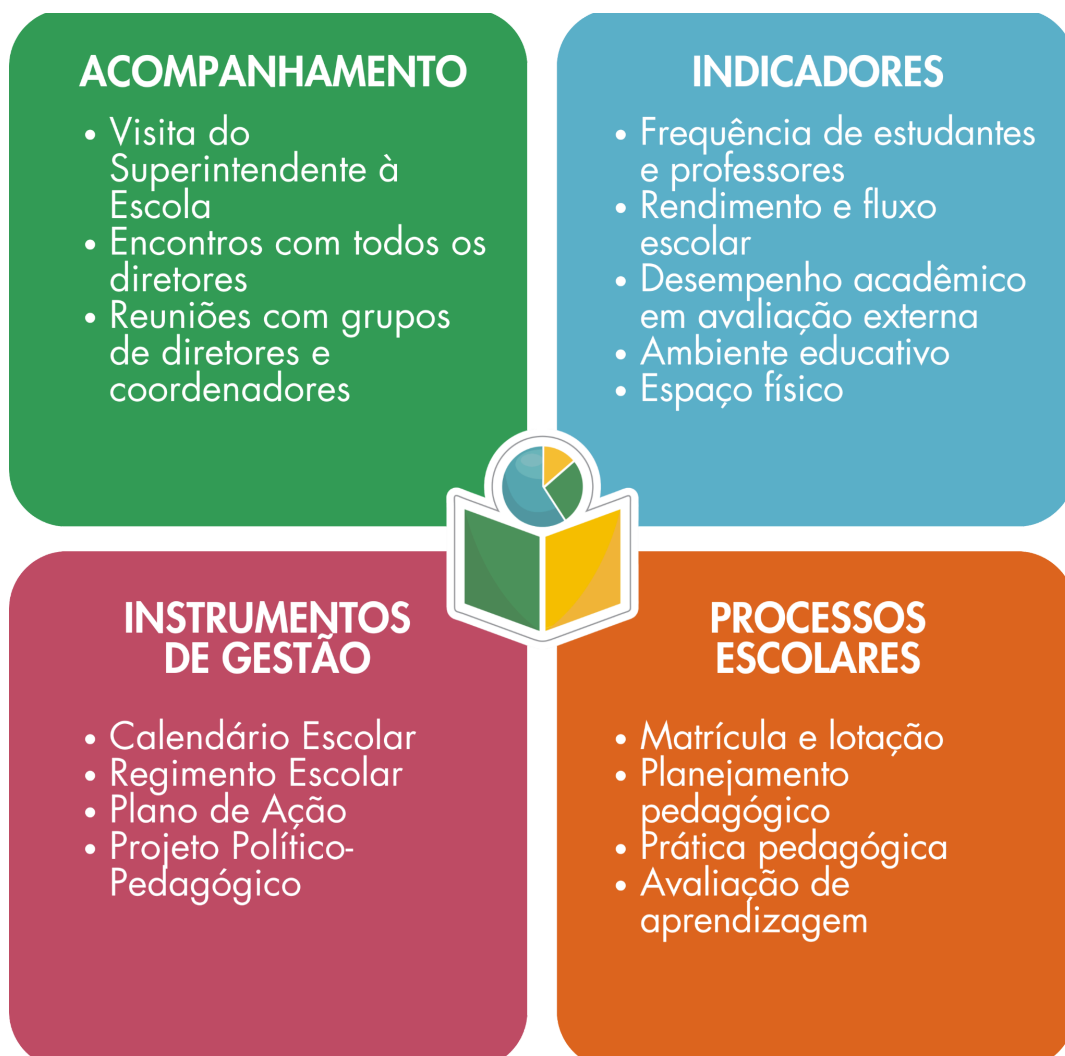 ACOMPANHAMENTO
• Visita do
Superintendente à
Escola
• Encontros com todos os
diretores
• Reuniões com grupos
de diretores e
coordenadores
INDICADORES
• Frequência de estudantes
e professores
• Rendimento e fluxo
escolar
• Desempenho acadêmico
em avaliação externa
• Ambiente educativo
• Espaço físico
INSTRUMENTOS
DE GESTÃO
• Calendário Escolar
• Regimento Escolar
• Plano de Ação
• Projeto Político-
Pedagógico
PROCESSOS
ESCOLARES
• Matrícula e lotação
• Planejamento
pedagógico
• Prática pedagógica
• Avaliação de
aprendizagem